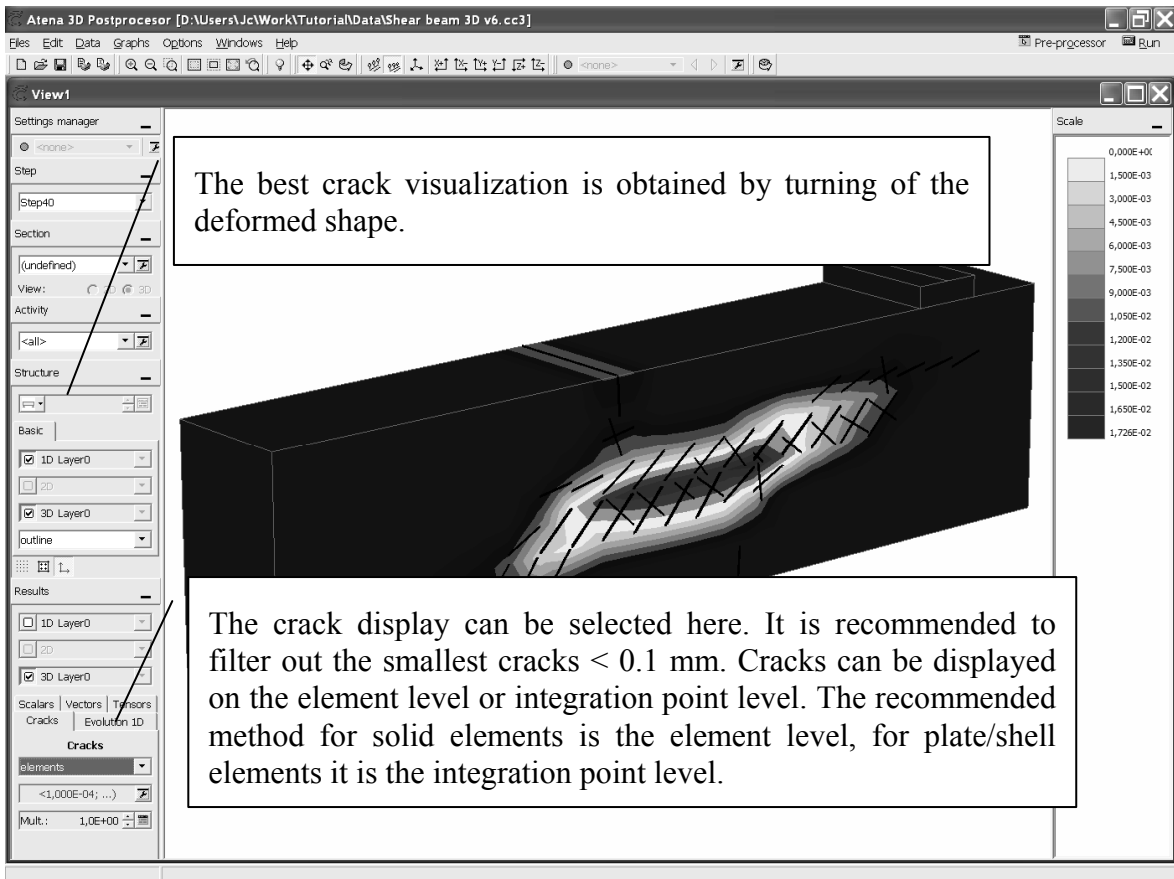 Atena 3D Postprocesor [D:\Users\Jc\Work\Tutorial\Data\Shear beam 3D v6.cc3]
Files Edit Data Graphs Options Windows Help
Pre-processor Run
<none>
View1
Settings manager
<none>
Step
Step40
Section
(undefined)
View: 3D
Activity
<all>
Structure
Basic
1D Layer0
2D
3D Layer0
outline
Results
1D Layer0
2D
3D Layer0
Scalars Vectors Tensors
Cracks Evolution 1D
Cracks
elements
<1,000E-04; ...)
Mult.: 1,0E+00
The best crack visualization is obtained by turning of the
deformed shape.
The crack display can be selected here. It is recommended to
filter out the smallest cracks < 0.1 mm. Cracks can be displayed
on the element level or integration point level. The recommended
method for solid elements is the element level, for plate/shell
elements it is the integration point level.
Scale
0,000E+00
1,500E-03
3,000E-03
4,500E-03
6,000E-03
7,500E-03
9,000E-03
1,050E-02
1,200E-02
1,350E-02
1,500E-02
1,650E-02
1,726E-02